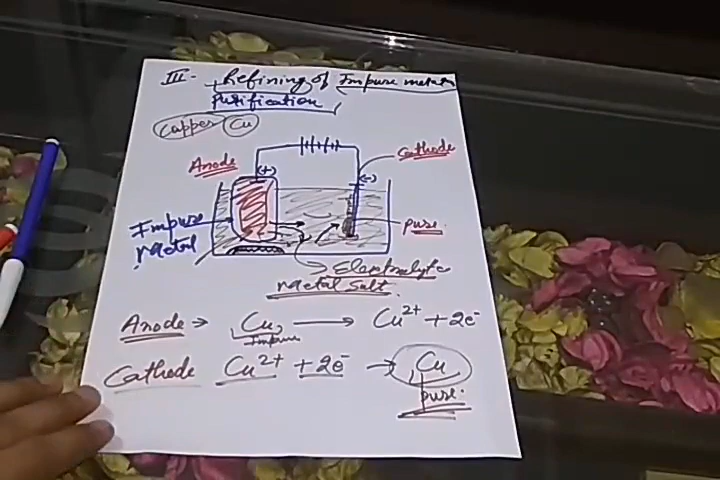 III - Refining of Impure metals
Purification
Copper Cu
Anode
(+)
(-)
Cathode
Impure
metal
pure.
Electrolyte
metal salt.
Anode → Cu → Cu²⁺ + 2e⁻
Impure
Cathode Cu²⁺ + 2e⁻ → Cu
pure.